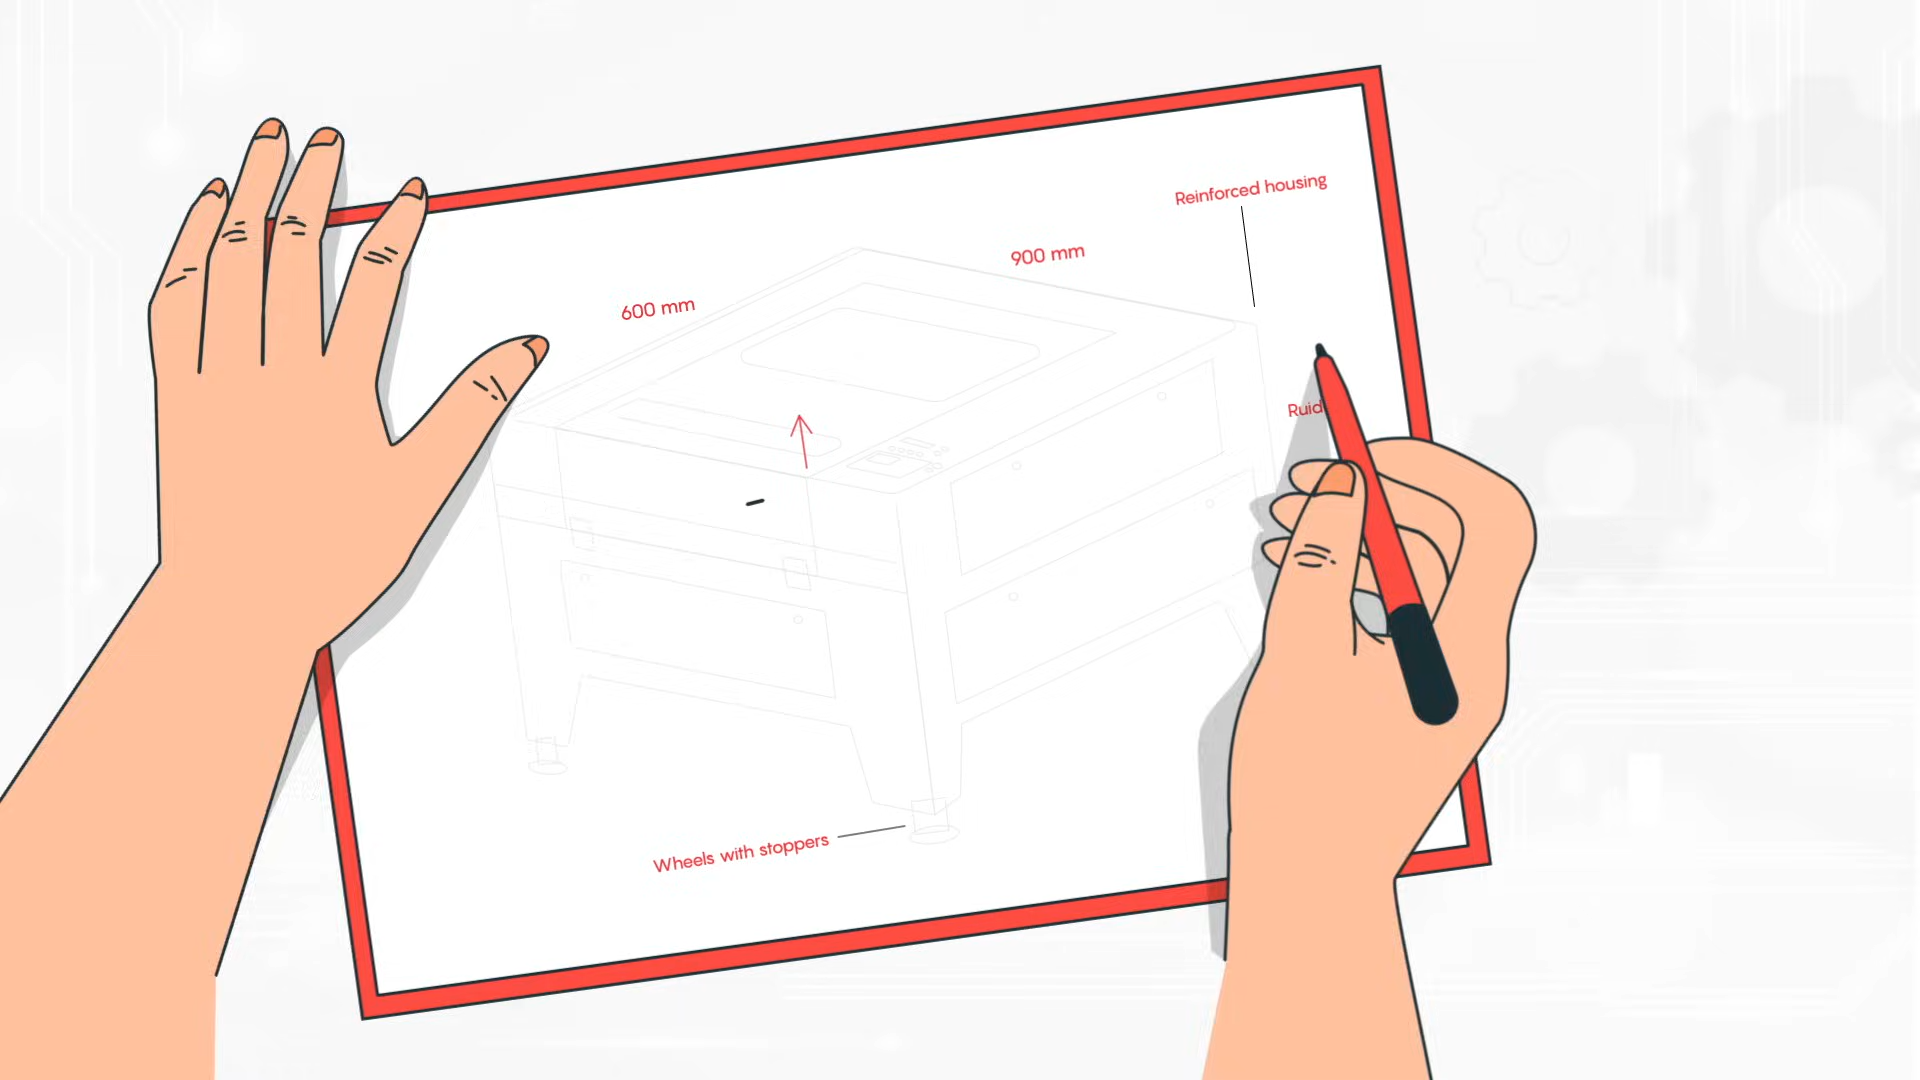 Reinforced housing
900 mm
600 mm
Ruid
Wheels with stoppers